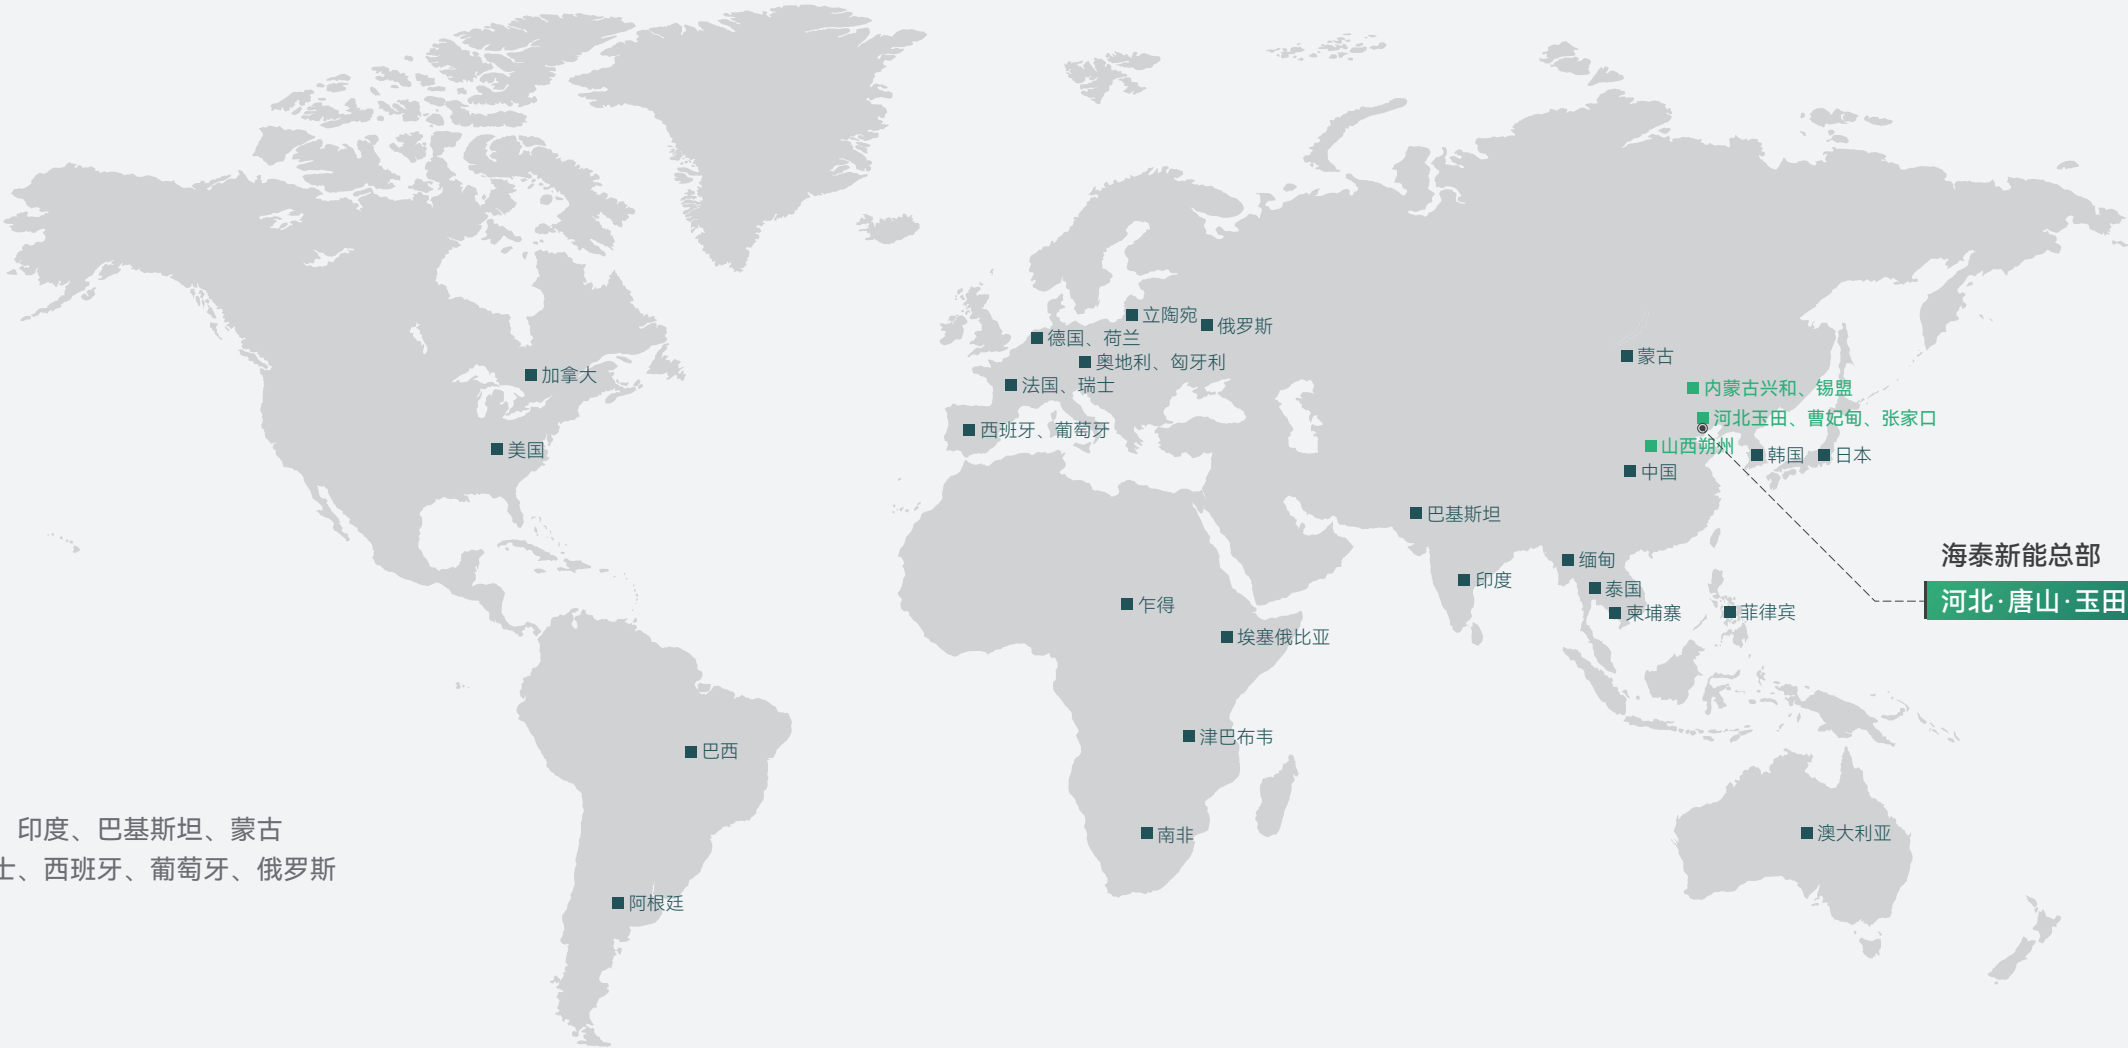 立陶宛
俄罗斯
德国、荷兰
奥地利、匈牙利
法国、瑞士
西班牙、葡萄牙
加拿大
美国
蒙古
内蒙古兴和、锡盟
河北玉田、曹妃甸、张家口
山西朔州
韩国
日本
中国
巴基斯坦
缅甸
印度
泰国
柬埔寨
菲律宾
海泰新能总部
河北·唐山·玉田
乍得
埃塞俄比亚
津巴布韦
巴西
南非
阿根廷
澳大利亚
印度、巴基斯坦、蒙古
士、西班牙、葡萄牙、俄罗斯